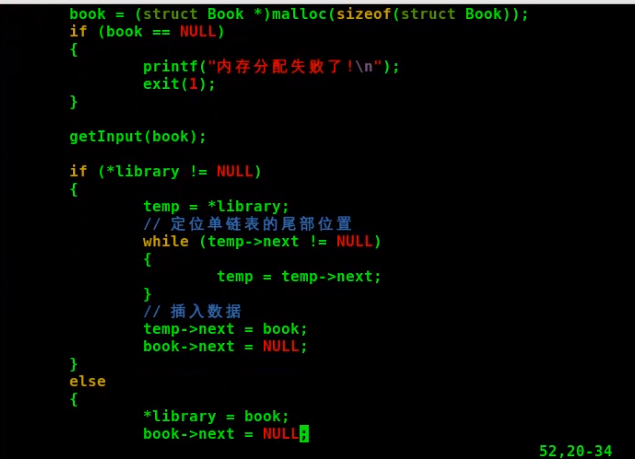 book = (struct Book *)malloc(sizeof(struct Book));
if (book == NULL)
{
printf("内存分配失败了!\n");
exit(1);
}
getInput(book);
if (*library != NULL)
{
temp = *library;
// 定位单链表的尾部位置
while (temp->next != NULL)
{
temp = temp->next;
}
// 插入数据
temp->next = book;
book->next = NULL;
}
else
{
*library = book;
book->next = NULL;
52,20-34